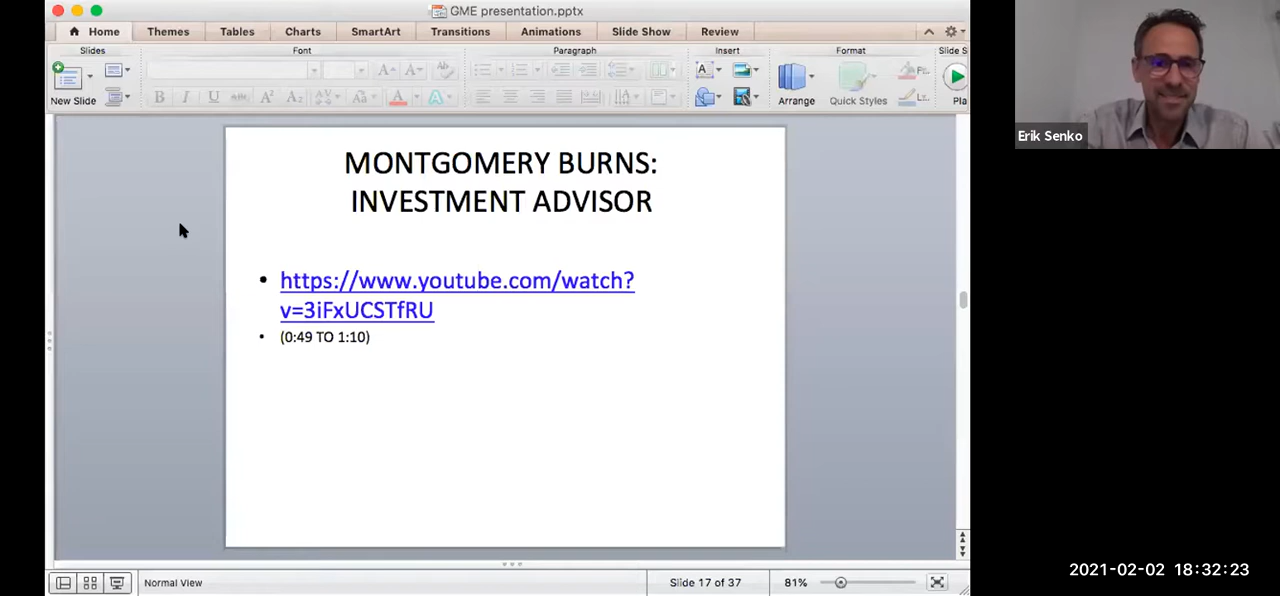 GME presentation.pptx
Home
Themes
Tables
Charts
SmartArt
Transitions
Animations
Slide Show
Review
Slides
Font
Paragraph
Insert
Format
Slide S
New Slide
Arrange
Quick Styles
Pla
MONTGOMERY BURNS:
INVESTMENT ADVISOR
• https://www.youtube.com/watch?
v=3iFxUCSTfRU
• (0:49 TO 1:10)
Erik Senko
Normal View
Slide 17 of 37
81%
2021-02-02 18:32:23